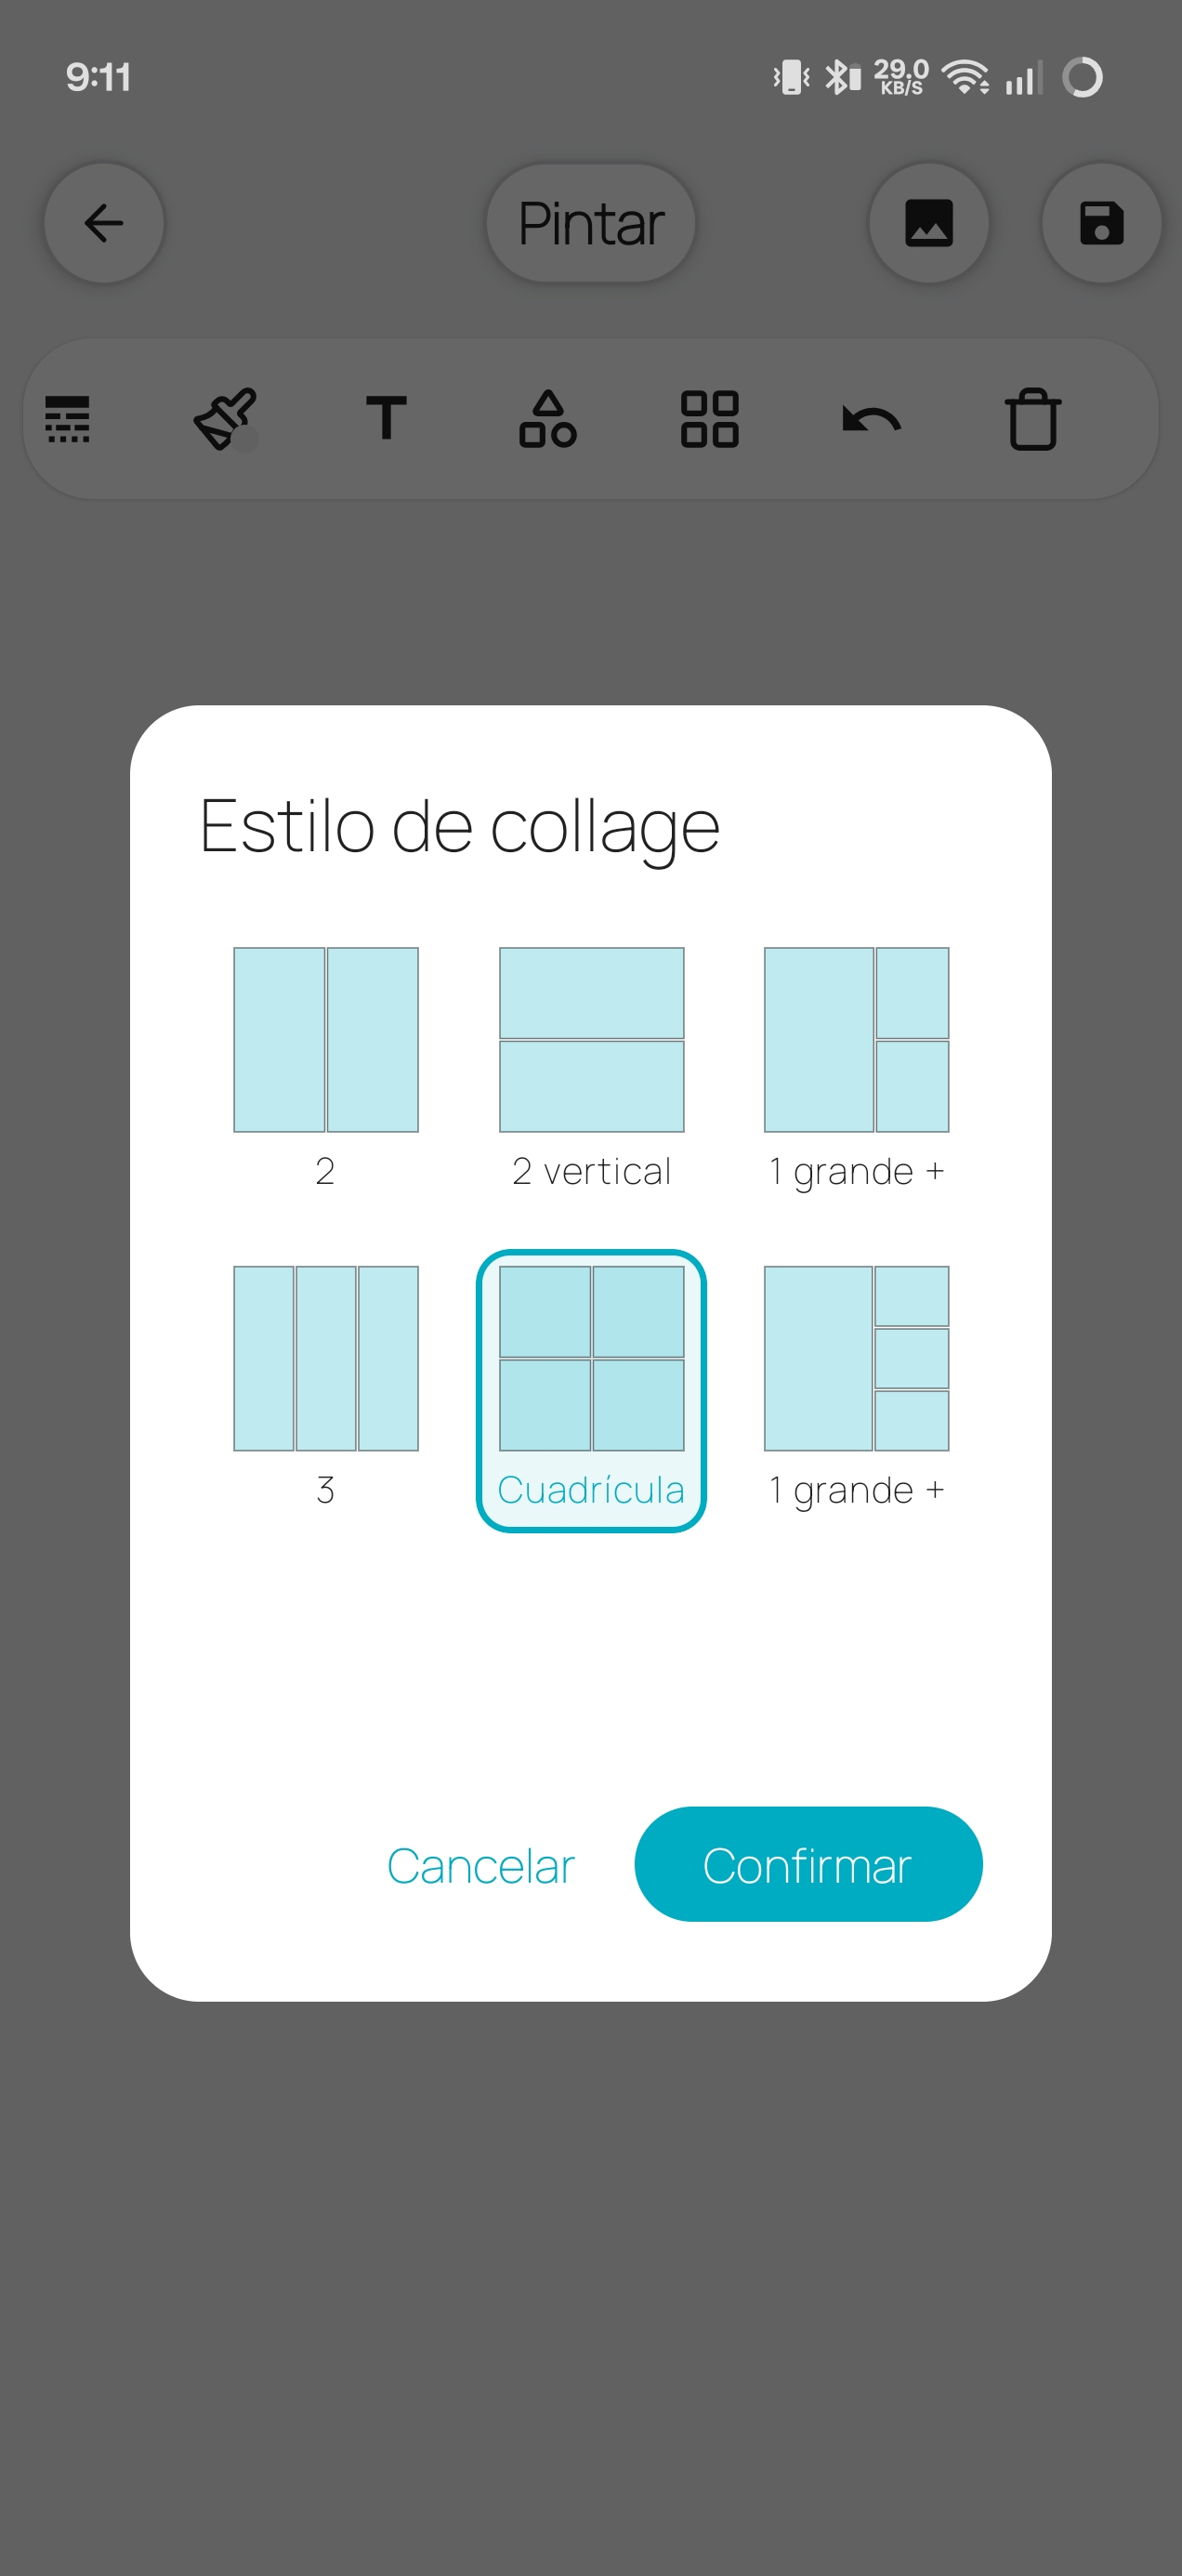 9:11
29.0
KB/S
Pintar
T
Estilo de collage
2
2 vertical
1 grande +
3
Cuadrícula
1 grande +
Cancelar
Confirmar